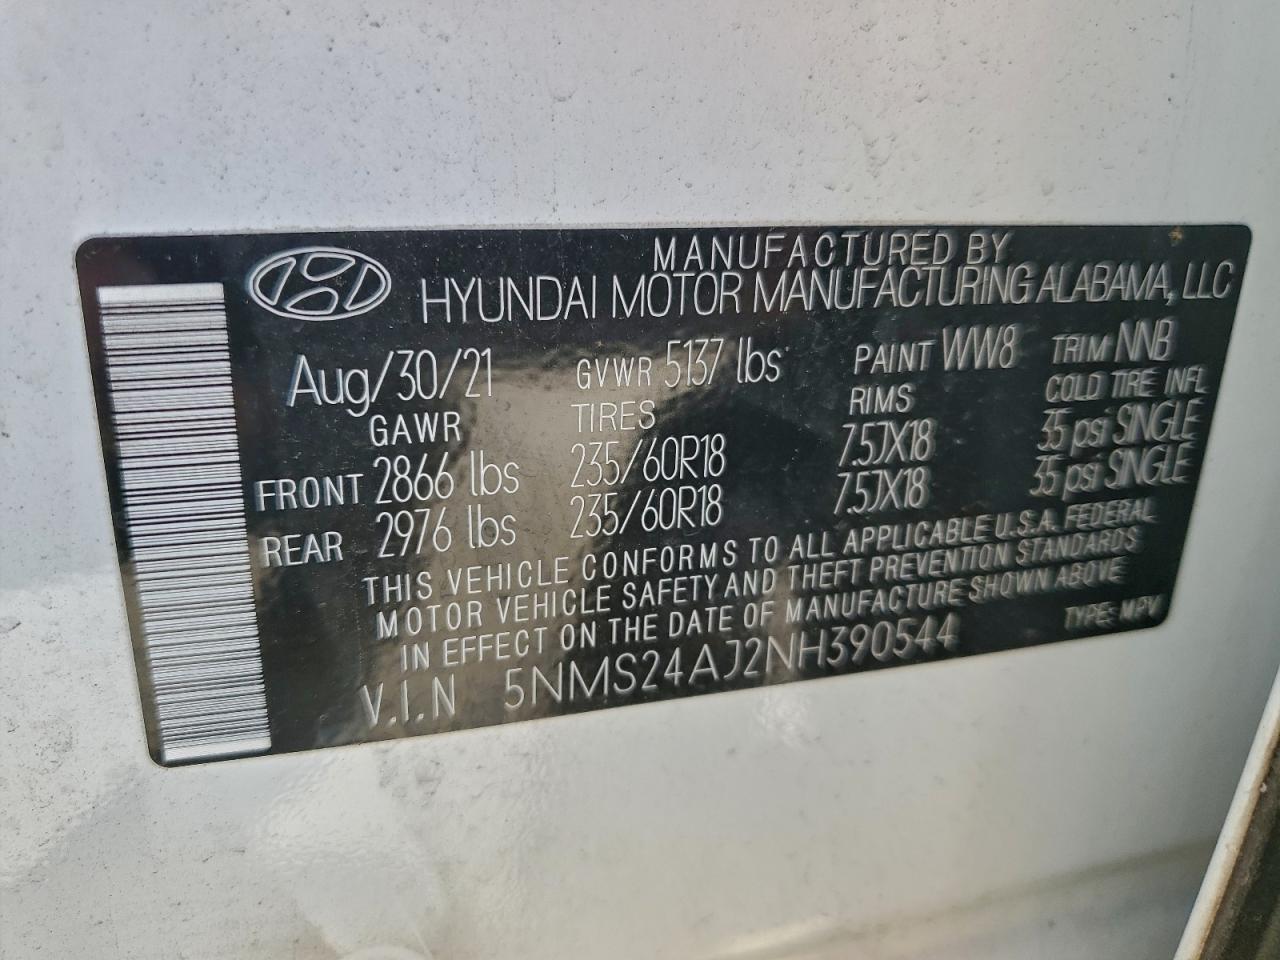 MANUFACTURED BY
HYUNDAI MOTOR MANUFACTURING ALABAMA, LLC
Aug/30/21 GVWR 5137 lbs PAINT WW8 TRIM NNB
GAWR TIRES RIMS COLD TIRE INFL
FRONT 2866 lbs 235/60R18 7.5JX18 35 psi SINGLE
REAR 2976 lbs 235/60R18 7.5JX18 35 psi SINGLE
THIS VEHICLE CONFORMS TO ALL APPLICABLE U.S.A. FEDERAL
MOTOR VEHICLE SAFETY AND THEFT PREVENTION STANDARDS
IN EFFECT ON THE DATE OF MANUFACTURE SHOWN ABOVE
V.I.N 5NMS24AJ2NH390544 TYPE: MPV